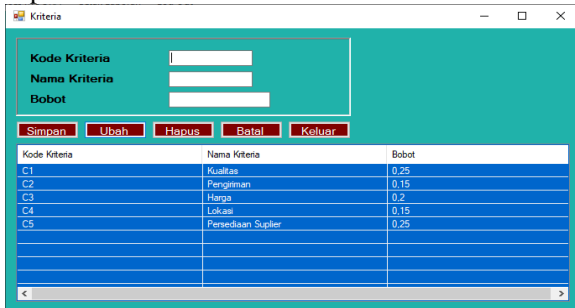 Kriteria
Kode Kriteria
Nama Kriteria
Bobot
Simpan Ubah Hapus Batal Keluar
Kode Kriteria Nama Kriteria Bobot
C1 Kualitas 0,25
C2 Pengiriman 0,15
C3 Harga 0,2
C4 Lokasi 0,15
C5 Persediaan Suplier 0,25